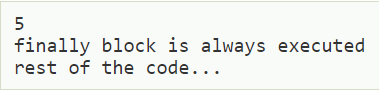 5
finally block is always executed
rest of the code...